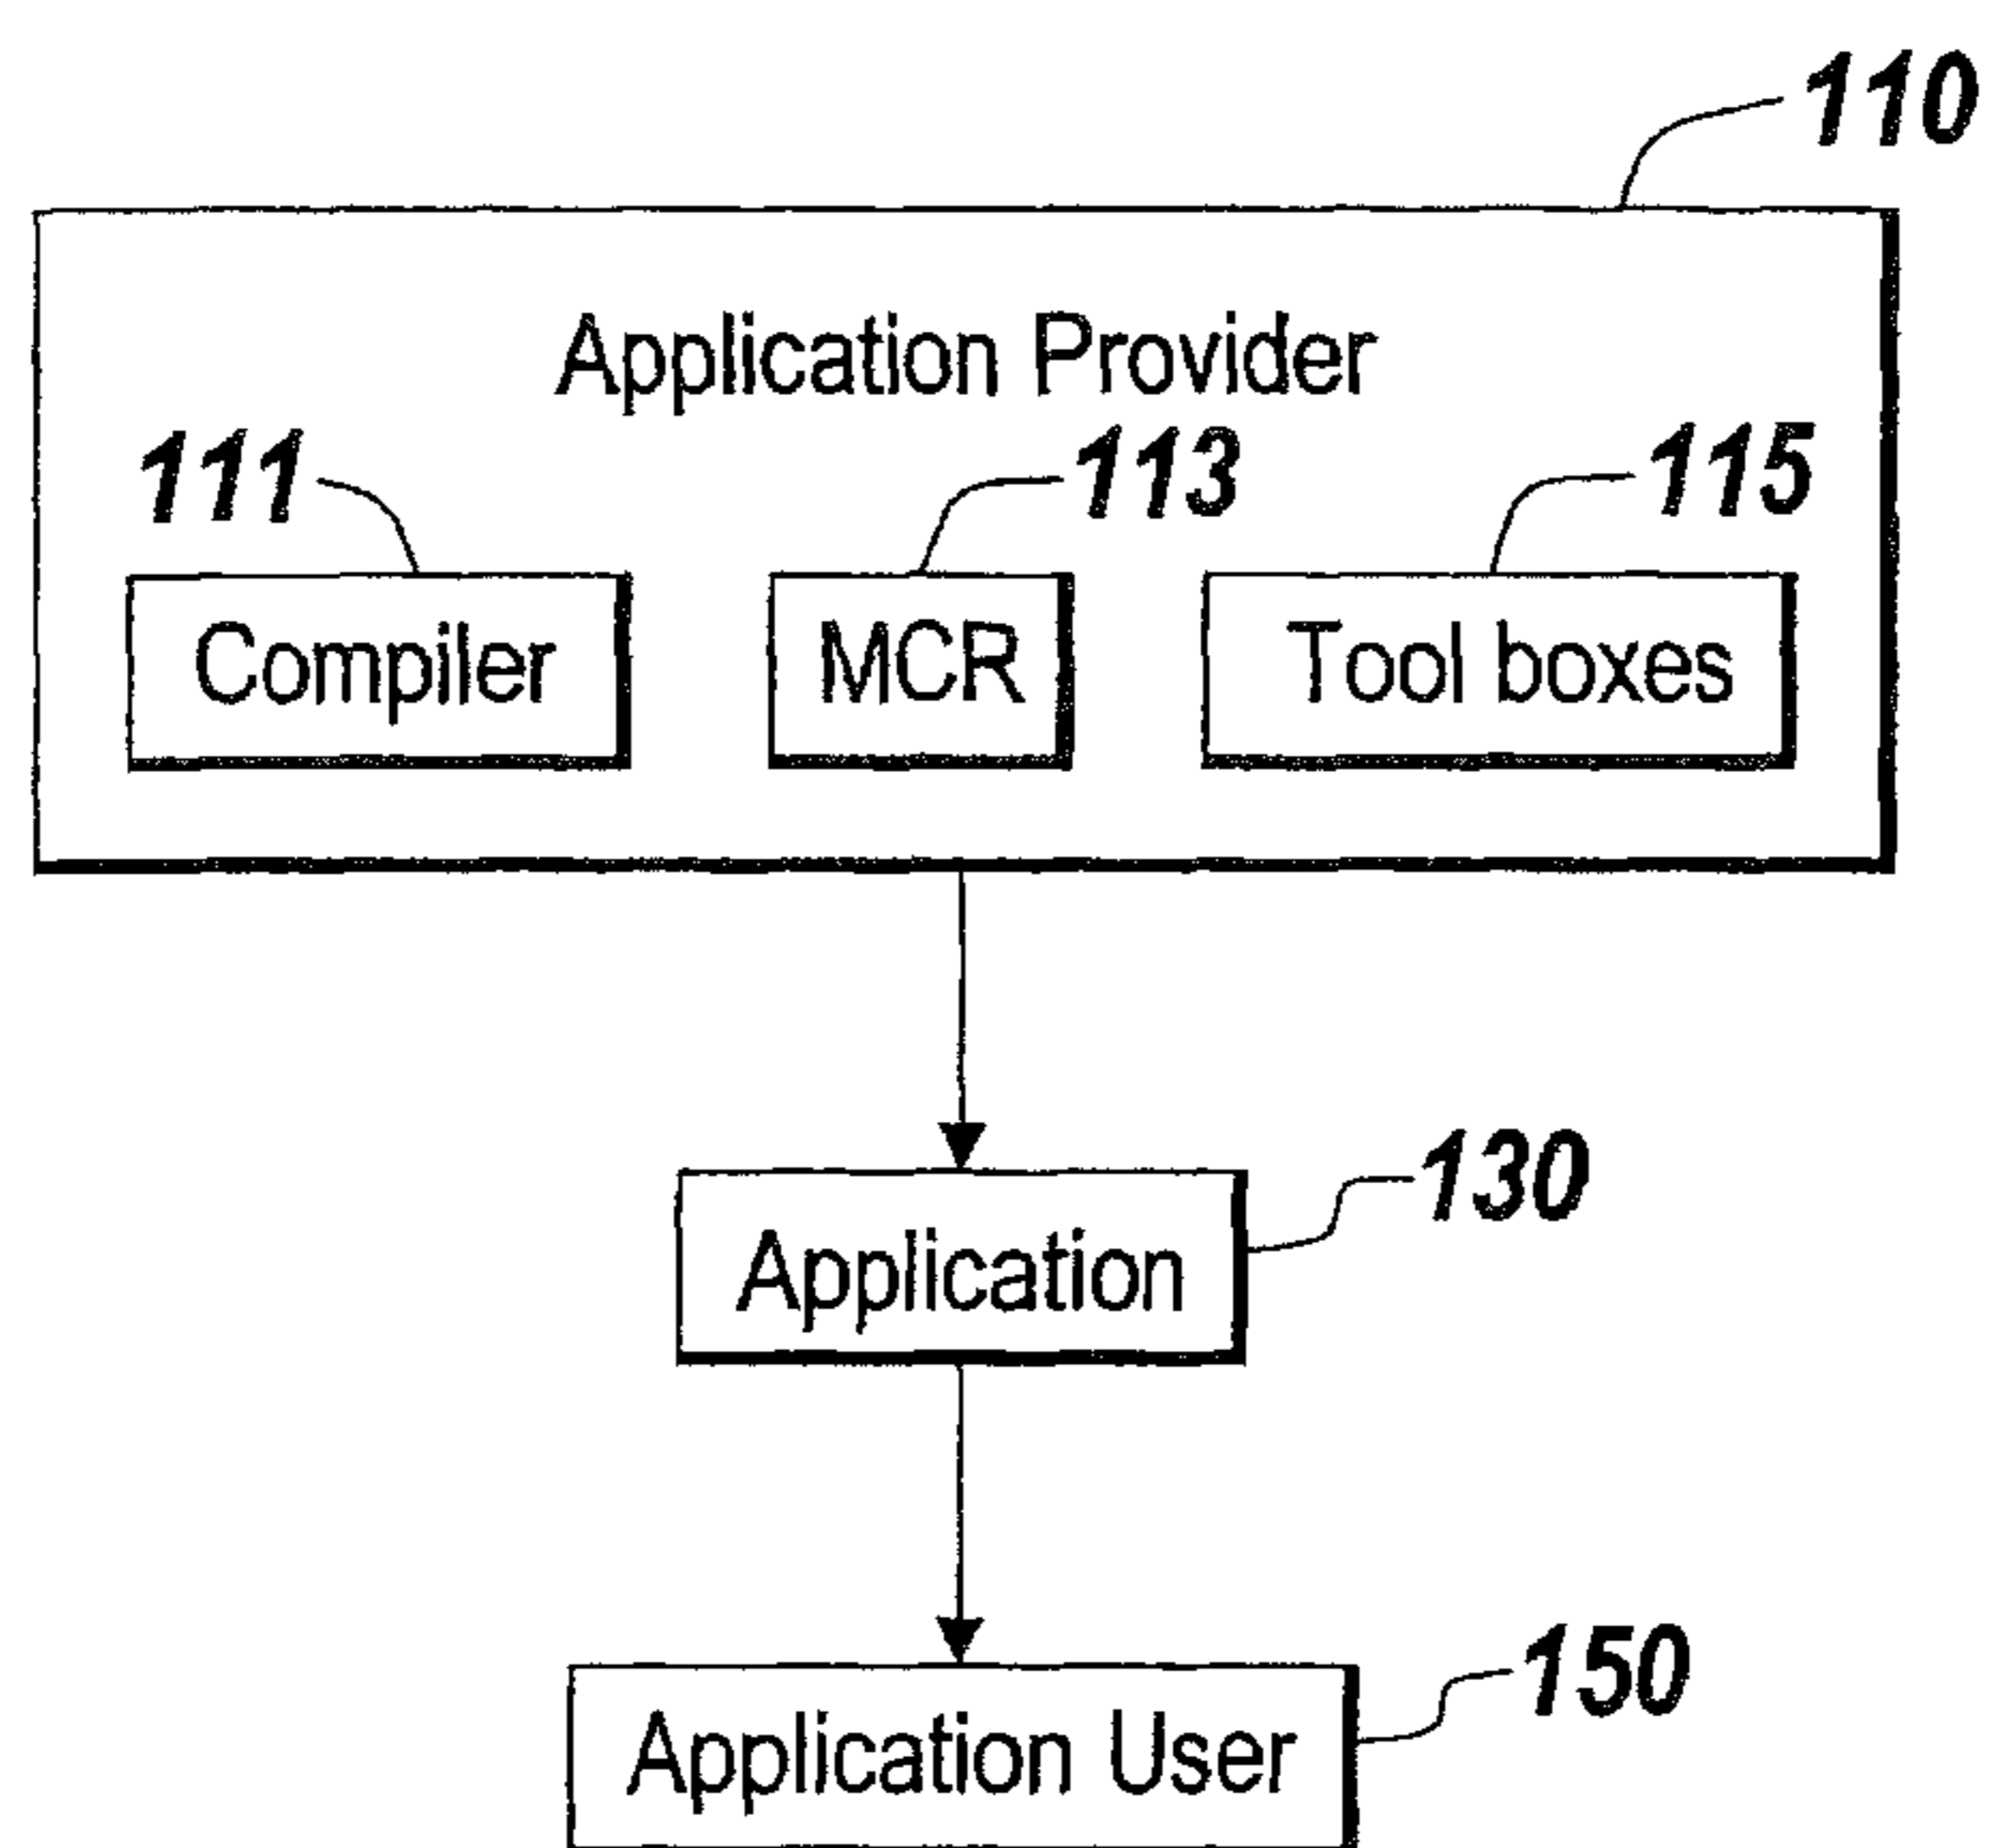 110
Application Provider
111 113 115
Compiler MCR Tool boxes
130
Application
150
Application User